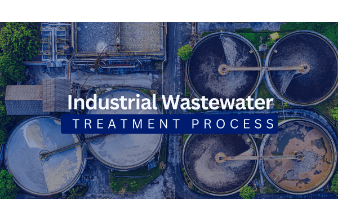 Industrial Wastewater
TREATMENT PROCESS